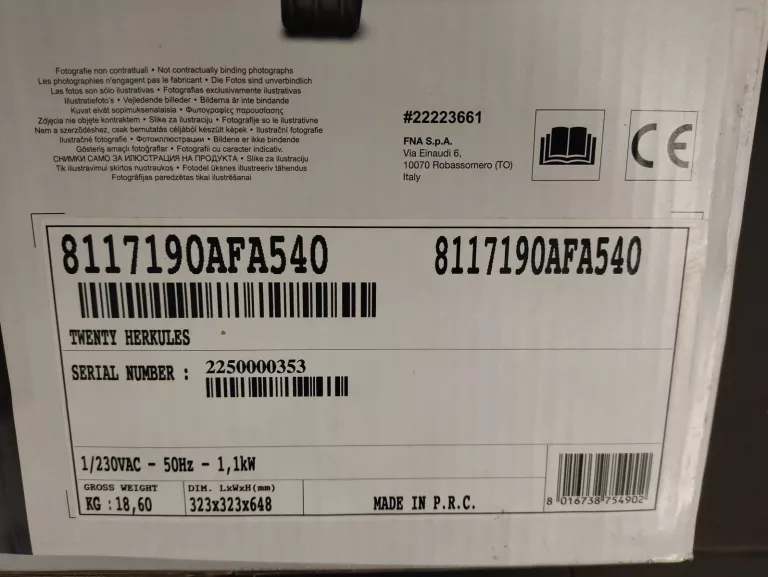 Fotografie non contrattuali • Not contractually binding photographs
Les photographies n'engagent pas le fabricant • Die Fotos sind unverbindlich
Las fotos son sólo ilustrativas • Fotografias exclusivamente ilustrativas
Illustratiefoto's • Vejledende billeder • Bilderna är inte bindande
Kuvat eivät sopimuksenalaisia • Φωτογραφίες παρουσίασης
Zdjęcia nie objęte kontraktem • Slike za ilustraciju • Fotografije so le ilustrativne
Nem a szerződéshez, csak bemutatás céljából készült képek • Ilustrační fotografie
Ilustračné fotografie • Фотоиллюстрации • Bildene er ikke bindende
Gösteriş amaçlı fotoğraflar • Fotografii cu caracter indicativ.
СНИМКИ САМО ЗА ИЛЮСТРАЦИЯ НА ПРОДУКТА • Slike za ilustraciju
Tik iliustravimui skirtos nuotraukos • Fotodel üksnes illustreeriv tähendus
Fotogrāfijas paredzētas tikai ilustrēšanai
#22223661
FNA S.p.A.
Via Einaudi 6,
10070 Robassomero (TO)
Italy
CE
8117190AFA540 8117190AFA540
TWENTY HERKULES
SERIAL NUMBER : 2250000353
1/230VAC - 50Hz - 1,1kW
GROSS WEIGHT DIM. LxWxH(mm)
KG :18,60 323x323x648 MADE IN P.R.C.
8 016738 754902